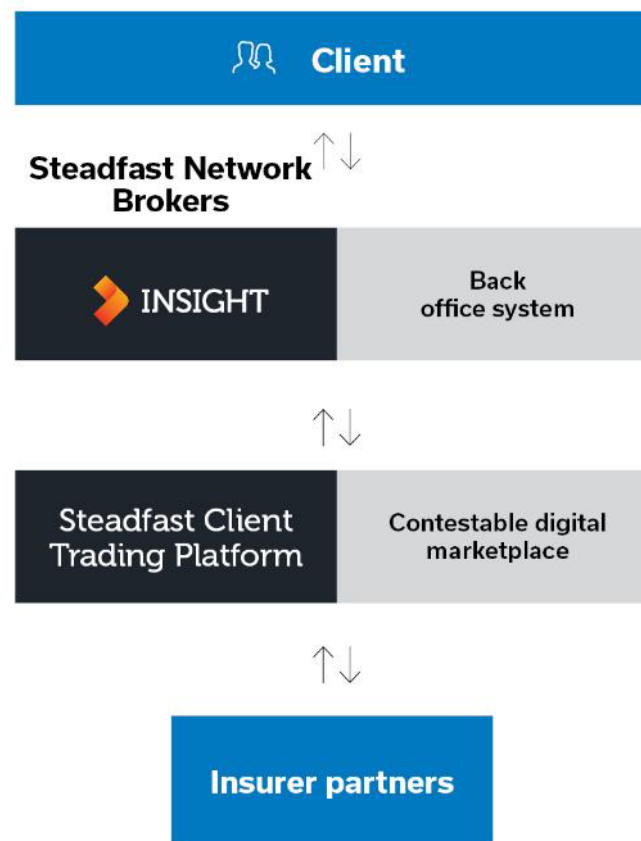 Client
Steadfast Network
Brokers
INSIGHT
Back
office system
Steadfast Client
Trading Platform
Contestable digital
marketplace
Insurer partners